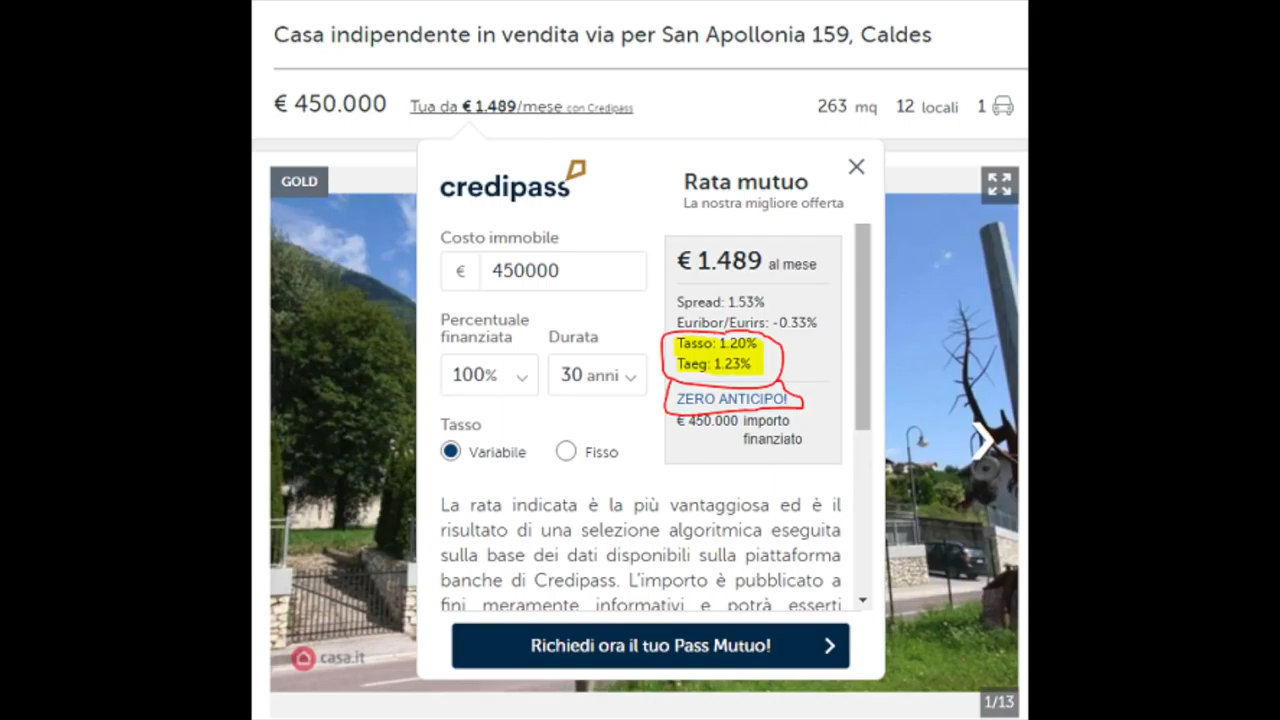 Casa indipendente in vendita via per San Apollonia 159, Caldes
€ 450.000 Tua da € 1.489/mese con Credipass 263 mq 12 locali 1
GOLD
credipass
Rata mutuo
La nostra migliore offerta
Costo immobile
€ 450000
Percentuale
finanziata
Durata
100%
30 anni
Tasso
Variabile
Fisso
€ 1.489 al mese
Spread: 1.53%
Euribor/Eurirs: -0.33%
Tasso: 1.20%
Taeg: 1.23%
ZERO ANTICIPO!
€ 450.000 importo
finanziato
La rata indicata è la più vantaggiosa ed è il
risultato di una selezione algoritmica eseguita
sulla base dei dati disponibili sulla piattaforma
banche di Credipass. L'importo è pubblicato a
fini meramente informativi e potrà esserti
Richiedi ora il tuo Pass Mutuo!
casa.it
1/13